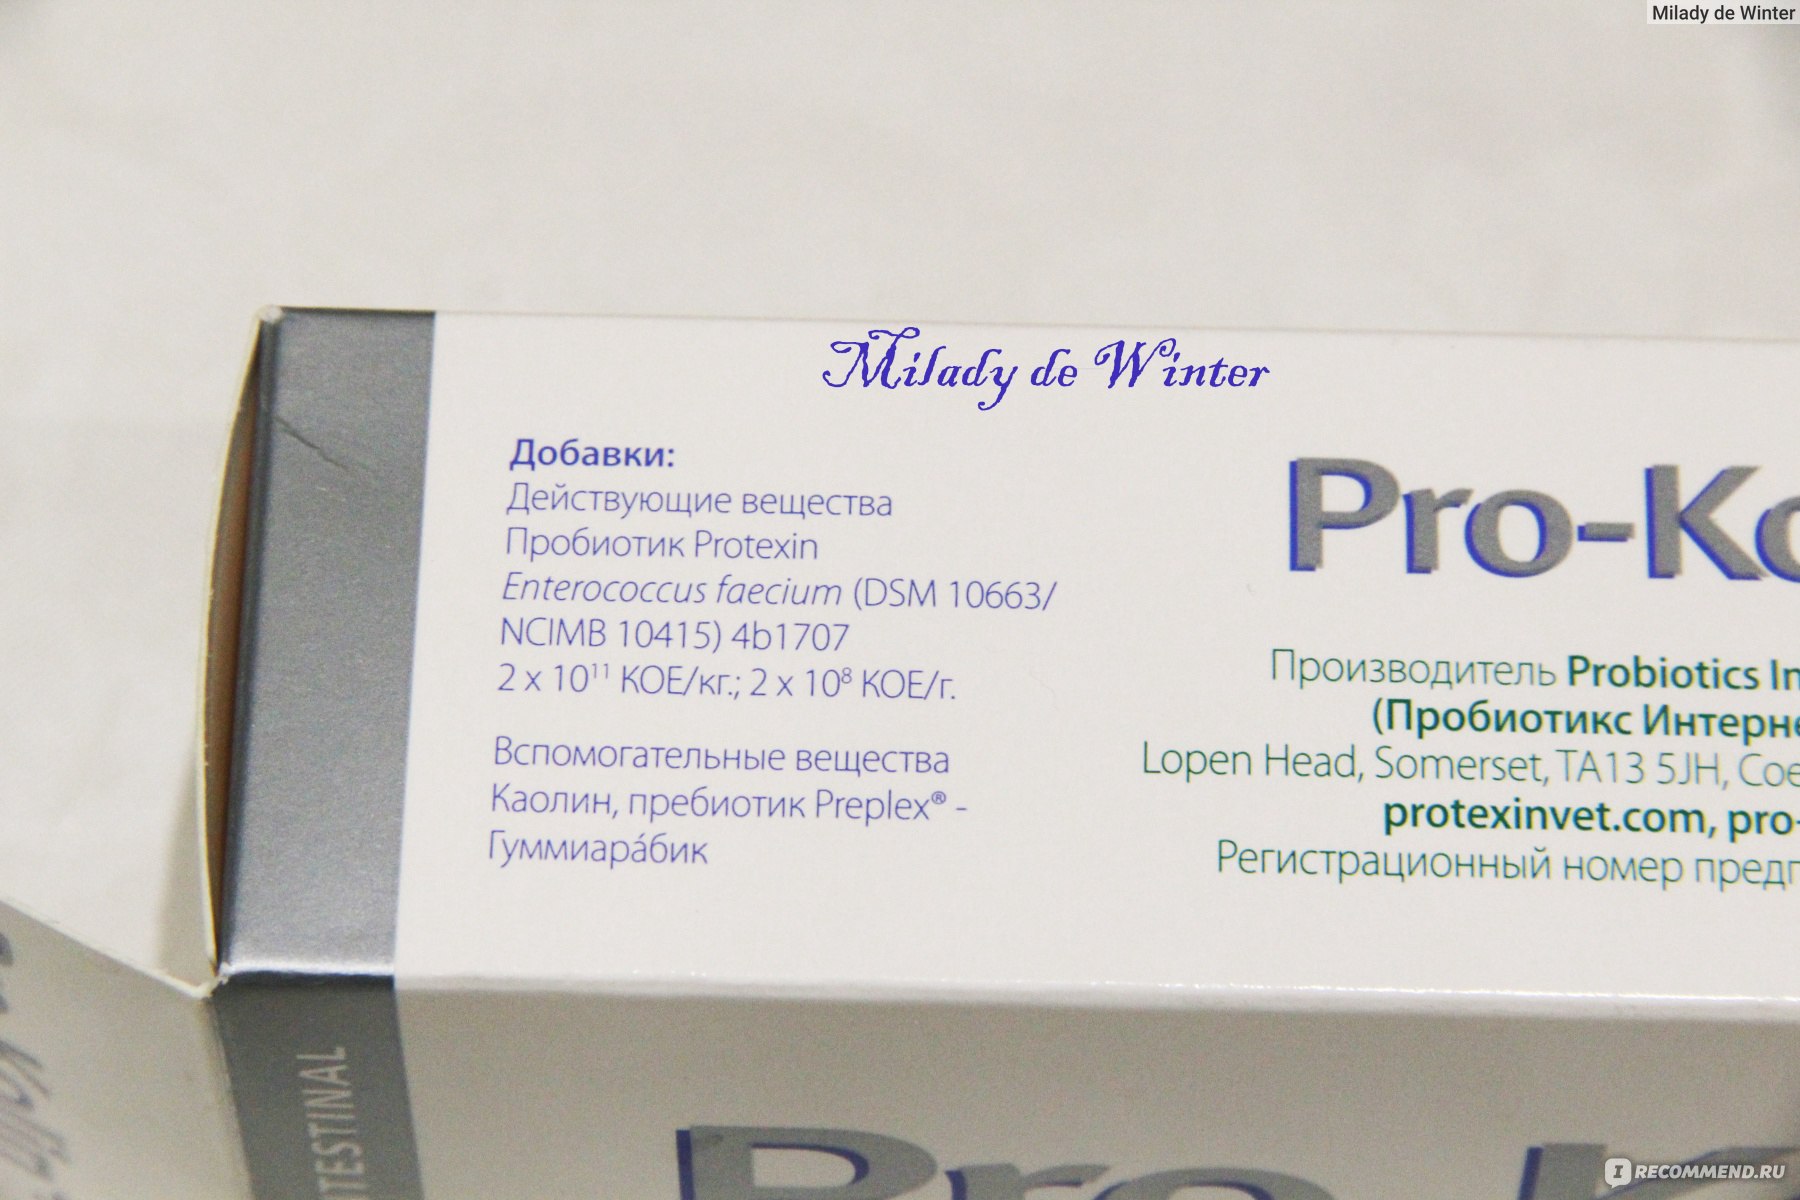 Milady de Winter
Milady de Winter
Добавки:
Действующие вещества
Пробиотик Protexin
Enterococcus faecium (DSM 10663/
NCIMB 10415) 4b1707
2 x 10¹¹ КОЕ/кг.; 2 x 10⁸ КОЕ/г.
Вспомогательные вещества
Каолин, пребиотик Preplex® -
Гуммиара́бик
Pro-Ko
Производитель Probiotics In
(Пробиотикс Интерне
Lopen Head, Somerset, TA13 5JH, Сое
protexinvet.com, pro-
Регистрационный номер предп
TESTINAL
Pro-K
I RECOMMEND.RU